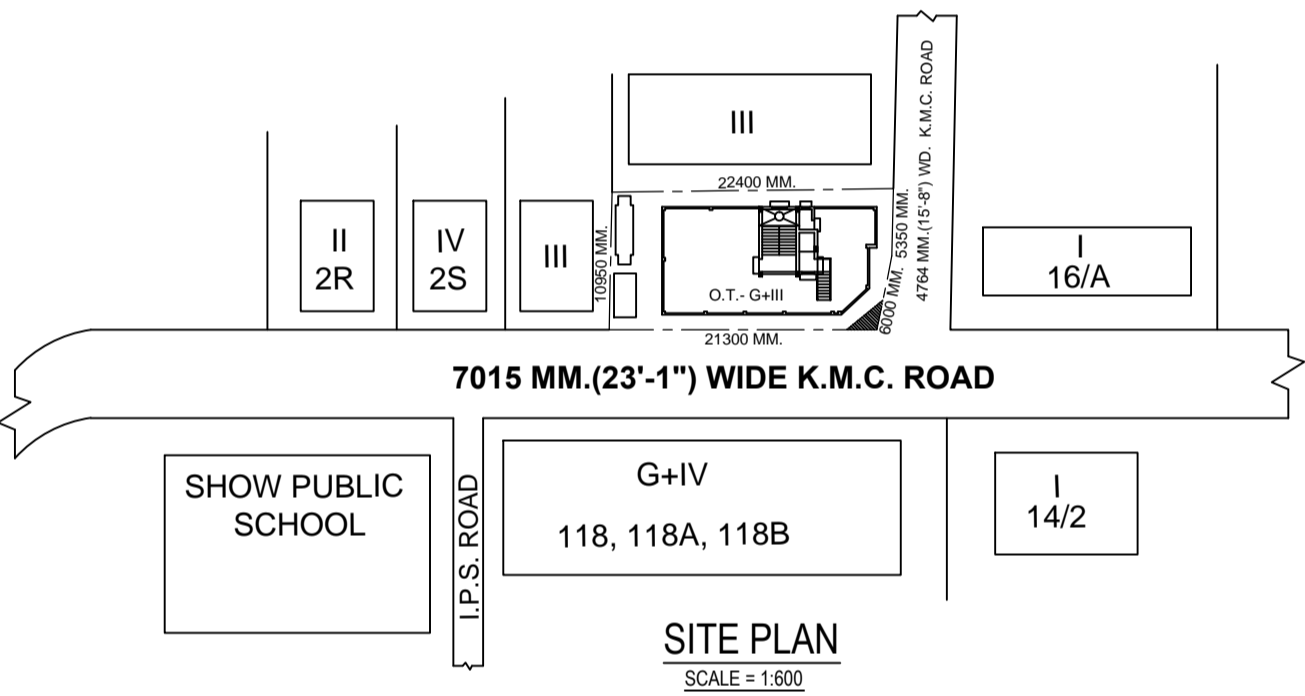 III
22400 MM.
II
2R
IV
2S
III
10950 MM.
O.T.- G+III
6000 MM.
5350 MM.
4764 MM.(15'-8") WD. K.M.C. ROAD
I
16/A
21300 MM.
7015 MM.(23'-1") WIDE K.M.C. ROAD
SHOW PUBLIC
SCHOOL
I.P.S. ROAD
G+IV
118, 118A, 118B
I
14/2
SITE PLAN
SCALE = 1:600